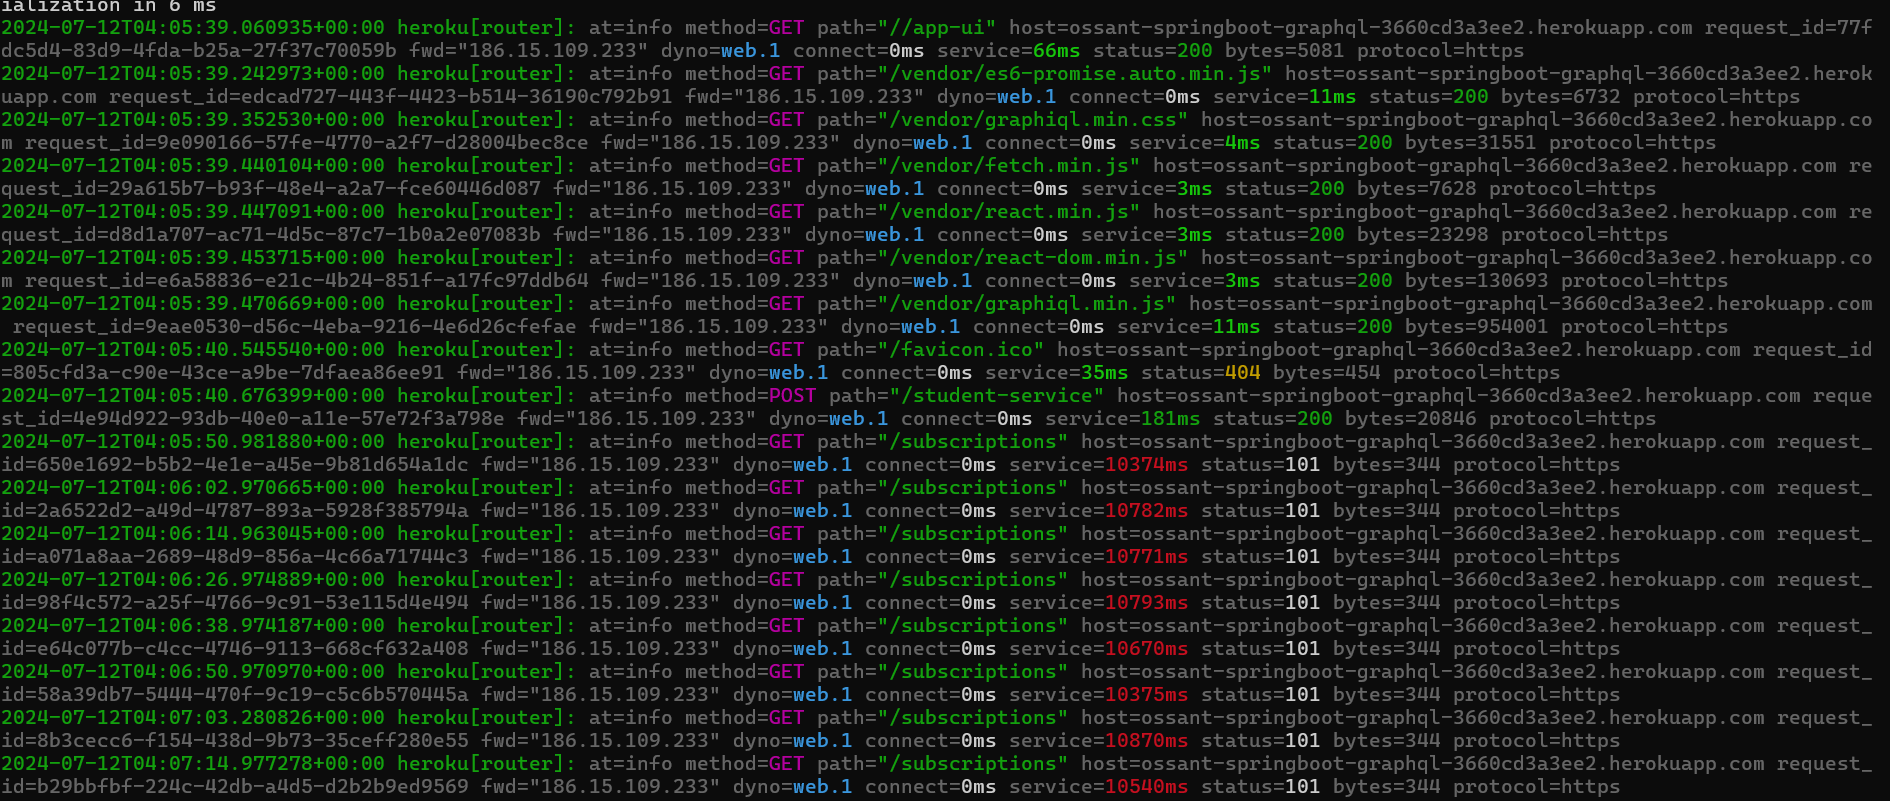 ialization in 6 ms
2024-07-12T04:05:39.060935+00:00 heroku[router]: at=info method=GET path="//app-ui" host=ossant-springboot-graphql-3660cd3a3ee2.herokuapp.com request_id=77f
dc5d4-83d9-4fda-b25a-27f37c70059b fwd="186.15.109.233" dyno=web.1 connect=0ms service=66ms status=200 bytes=5081 protocol=https
2024-07-12T04:05:39.242973+00:00 heroku[router]: at=info method=GET path="/vendor/es6-promise.auto.min.js" host=ossant-springboot-graphql-3660cd3a3ee2.herok
uapp.com request_id=edcad727-443f-4423-b514-36190c792b91 fwd="186.15.109.233" dyno=web.1 connect=0ms service=11ms status=200 bytes=6732 protocol=https
2024-07-12T04:05:39.352530+00:00 heroku[router]: at=info method=GET path="/vendor/graphiql.min.css" host=ossant-springboot-graphql-3660cd3a3ee2.herokuapp.co
m request_id=9e090166-57fe-4770-a2f7-d28004bec8ce fwd="186.15.109.233" dyno=web.1 connect=0ms service=4ms status=200 bytes=31551 protocol=https
2024-07-12T04:05:39.440104+00:00 heroku[router]: at=info method=GET path="/vendor/fetch.min.js" host=ossant-springboot-graphql-3660cd3a3ee2.herokuapp.com re
quest_id=29a615b7-b93f-48e4-a2a7-fce60446d087 fwd="186.15.109.233" dyno=web.1 connect=0ms service=3ms status=200 bytes=7628 protocol=https
2024-07-12T04:05:39.447091+00:00 heroku[router]: at=info method=GET path="/vendor/react.min.js" host=ossant-springboot-graphql-3660cd3a3ee2.herokuapp.com re
quest_id=d8d1a707-ac71-4d5c-87c7-1b0a2e07083b fwd="186.15.109.233" dyno=web.1 connect=0ms service=3ms status=200 bytes=23298 protocol=https
2024-07-12T04:05:39.453715+00:00 heroku[router]: at=info method=GET path="/vendor/react-dom.min.js" host=ossant-springboot-graphql-3660cd3a3ee2.herokuapp.co
m request_id=e6a58836-e21c-4b24-851f-a17fc97ddb64 fwd="186.15.109.233" dyno=web.1 connect=0ms service=3ms status=200 bytes=130693 protocol=https
2024-07-12T04:05:39.470669+00:00 heroku[router]: at=info method=GET path="/vendor/graphiql.min.js" host=ossant-springboot-graphql-3660cd3a3ee2.herokuapp.com
 request_id=9eae0530-d56c-4eba-9216-4e6d26cfefae fwd="186.15.109.233" dyno=web.1 connect=0ms service=11ms status=200 bytes=954001 protocol=https
2024-07-12T04:05:40.545540+00:00 heroku[router]: at=info method=GET path="/favicon.ico" host=ossant-springboot-graphql-3660cd3a3ee2.herokuapp.com request_id
=805cfd3a-c90e-43ce-a9be-7dfaea86ee91 fwd="186.15.109.233" dyno=web.1 connect=0ms service=35ms status=404 bytes=454 protocol=https
2024-07-12T04:05:40.676399+00:00 heroku[router]: at=info method=POST path="/student-service" host=ossant-springboot-graphql-3660cd3a3ee2.herokuapp.com reque
st_id=4e94d922-93db-40e0-a11e-57e72f3a798e fwd="186.15.109.233" dyno=web.1 connect=0ms service=181ms status=200 bytes=20846 protocol=https
2024-07-12T04:05:50.981880+00:00 heroku[router]: at=info method=GET path="/subscriptions" host=ossant-springboot-graphql-3660cd3a3ee2.herokuapp.com request_
id=650e1692-b5b2-4e1e-a45e-9b81d654a1dc fwd="186.15.109.233" dyno=web.1 connect=0ms service=10374ms status=101 bytes=344 protocol=https
2024-07-12T04:06:02.970665+00:00 heroku[router]: at=info method=GET path="/subscriptions" host=ossant-springboot-graphql-3660cd3a3ee2.herokuapp.com request_
id=2a6522d2-a49d-4787-893a-5928f385794a fwd="186.15.109.233" dyno=web.1 connect=0ms service=10782ms status=101 bytes=344 protocol=https
2024-07-12T04:06:14.963045+00:00 heroku[router]: at=info method=GET path="/subscriptions" host=ossant-springboot-graphql-3660cd3a3ee2.herokuapp.com request_
id=a071a8aa-2689-48d9-856a-4c66a71744c3 fwd="186.15.109.233" dyno=web.1 connect=0ms service=10771ms status=101 bytes=344 protocol=https
2024-07-12T04:06:26.974889+00:00 heroku[router]: at=info method=GET path="/subscriptions" host=ossant-springboot-graphql-3660cd3a3ee2.herokuapp.com request_
id=98f4c572-a25f-4766-9c91-53e115d4e494 fwd="186.15.109.233" dyno=web.1 connect=0ms service=10793ms status=101 bytes=344 protocol=https
2024-07-12T04:06:38.974187+00:00 heroku[router]: at=info method=GET path="/subscriptions" host=ossant-springboot-graphql-3660cd3a3ee2.herokuapp.com request_
id=e64c077b-c4cc-4746-9113-668cf632a408 fwd="186.15.109.233" dyno=web.1 connect=0ms service=10670ms status=101 bytes=344 protocol=https
2024-07-12T04:06:50.970970+00:00 heroku[router]: at=info method=GET path="/subscriptions" host=ossant-springboot-graphql-3660cd3a3ee2.herokuapp.com request_
id=58a39db7-5444-470f-9c19-c5c6b570445a fwd="186.15.109.233" dyno=web.1 connect=0ms service=10375ms status=101 bytes=344 protocol=https
2024-07-12T04:07:03.280826+00:00 heroku[router]: at=info method=GET path="/subscriptions" host=ossant-springboot-graphql-3660cd3a3ee2.herokuapp.com request_
id=8b3cecc6-f154-438d-9b73-35ceff280e55 fwd="186.15.109.233" dyno=web.1 connect=0ms service=10870ms status=101 bytes=344 protocol=https
2024-07-12T04:07:14.977278+00:00 heroku[router]: at=info method=GET path="/subscriptions" host=ossant-springboot-graphql-3660cd3a3ee2.herokuapp.com request_
id=b29bbfbf-224c-42db-a4d5-d2b2b9ed9569 fwd="186.15.109.233" dyno=web.1 connect=0ms service=10540ms status=101 bytes=344 protocol=https